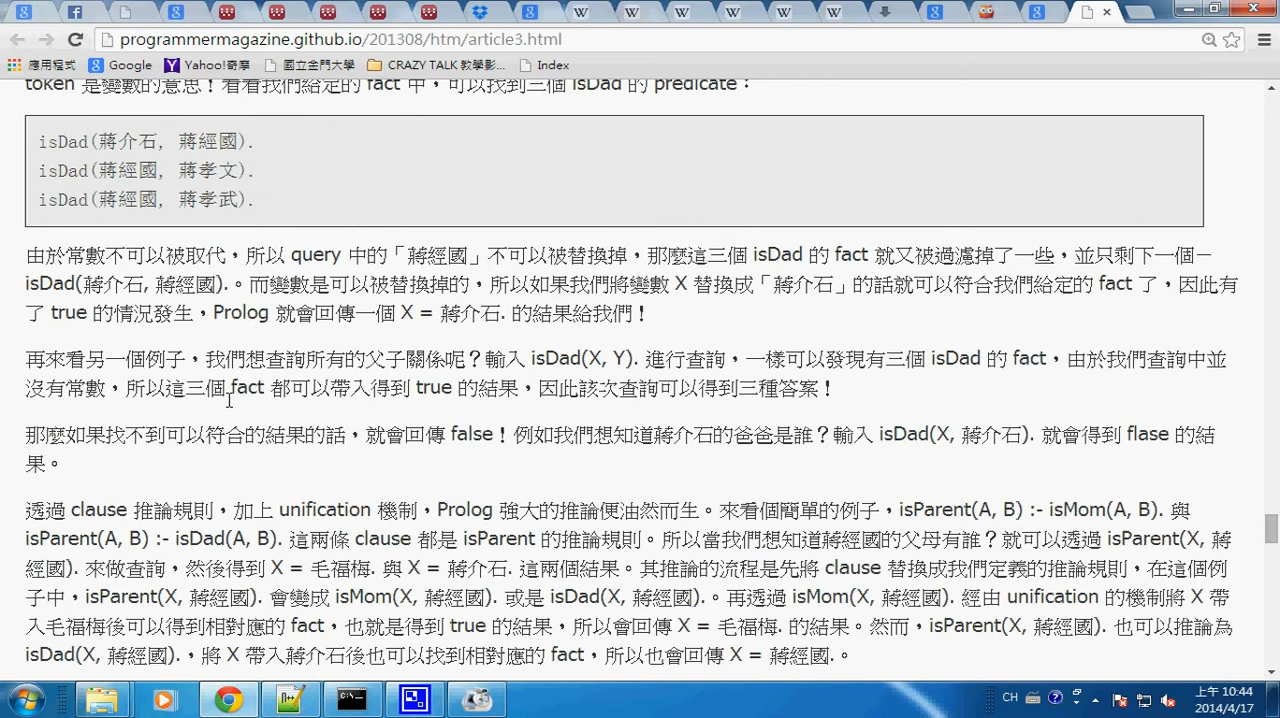 programmermagazine.github.io/201308/htm/article3.html
應用程式 Google Yahoo!奇摩 國立金門大學 CRAZY TALK 教學影... Index
token 是變數的意思！看看我們給定的 fact 中，可以找到三個 isDad 的 predicate：
isDad(蔣介石, 蔣經國).
isDad(蔣經國, 蔣孝文).
isDad(蔣經國, 蔣孝武).
由於常數不可以被取代，所以 query 中的「蔣經國」不可以被替換掉，那麼這三個 isDad 的 fact 就又被過濾掉了一些，並只剩下一個－
isDad(蔣介石, 蔣經國).。而變數是可以被替換掉的，所以如果我們將變數 X 替換成「蔣介石」的話就可以符合我們給定的 fact 了，因此有
了 true 的情況發生，Prolog 就會回傳一個 X = 蔣介石. 的結果給我們！
再來看另一個例子，我們想查詢所有的父子關係呢？輸入 isDad(X, Y). 進行查詢，一樣可以發現有三個 isDad 的 fact，由於我們查詢中並
沒有常數，所以這三個 fact 都可以帶入得到 true 的結果，因此該次查詢可以得到三種答案！
那麼如果找不到可以符合的結果的話，就會回傳 false！例如我們想知道蔣介石的爸爸是誰？輸入 isDad(X, 蔣介石). 就會得到 flase 的結
果。
透過 clause 推論規則，加上 unification 機制，Prolog 強大的推論便油然而生。來看個簡單的例子，isParent(A, B) :- isMom(A, B). 與
isParent(A, B) :- isDad(A, B). 這兩條 clause 都是 isParent 的推論規則。所以當我們想知道蔣經國的父母有誰？就可以透過 isParent(X, 蔣
經國). 來做查詢，然後得到 X = 毛福梅. 與 X = 蔣介石. 這兩個結果。其推論的流程是先將 clause 替換成我們定義的推論規則，在這個例
子中，isParent(X, 蔣經國). 會變成 isMom(X, 蔣經國). 或是 isDad(X, 蔣經國).。再透過 isMom(X, 蔣經國). 經由 unification 的機制將 X 帶
入毛福梅後可以得到相對應的 fact，也就是得到 true 的結果，所以會回傳 X = 毛福梅. 的結果。然而，isParent(X, 蔣經國). 也可以推論為
isDad(X, 蔣經國).，將 X 帶入蔣介石後也可以找到相對應的 fact，所以也會回傳 X = 蔣經國.。
CH
上午 10:44
2014/4/17